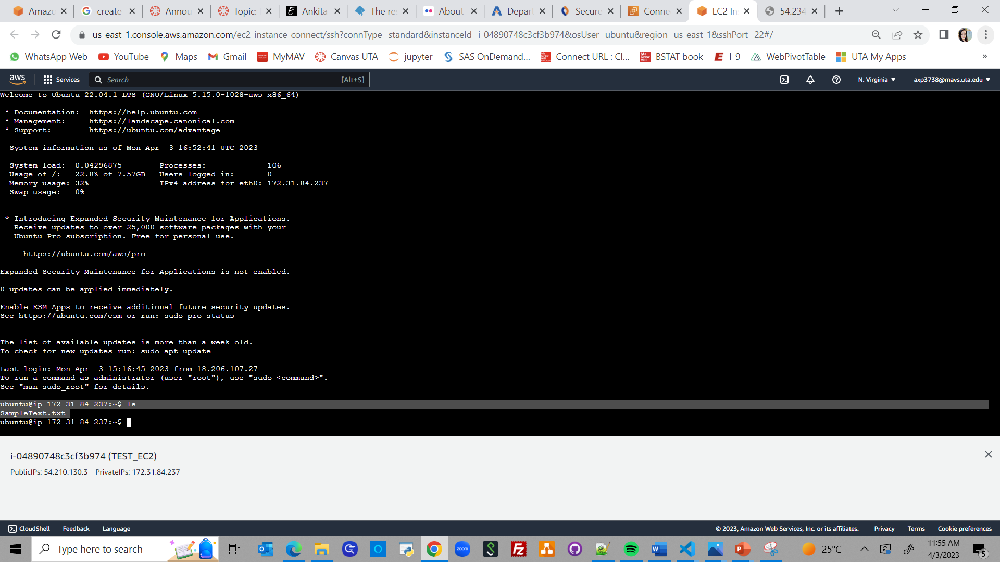 Amazo
create
Annou
Topic:
Ankita
The res
About
Depart
Secure
Conne
EC2 In
54.234
us-east-1.console.aws.amazon.com/ec2-instance-connect/ssh?connType=standard&instanceId=i-04890748c3cf3b974&osUser=ubuntu&region=us-east-1&sshPort=22#/
WhatsApp Web YouTube Maps Gmail MyMAV Canvas UTA jupyter SAS OnDemand... Connect URL : Cl... BSTAT book I-9 WebPivotTable UTA My Apps »
aws Services Search [Alt+S] N. Virginia axp3738@mavs.uta.edu
Welcome to Ubuntu 22.04.1 LTS (GNU/Linux 5.15.0-1028-aws x86_64)
* Documentation: https://help.ubuntu.com
* Management: https://landscape.canonical.com
* Support: https://ubuntu.com/advantage
System information as of Mon Apr 3 16:52:41 UTC 2023
System load: 0.04296875 Processes: 106
Usage of /: 22.8% of 7.57GB Users logged in: 0
Memory usage: 32% IPv4 address for eth0: 172.31.84.237
Swap usage: 0%
* Introducing Expanded Security Maintenance for Applications.
Receive updates to over 25,000 software packages with your
Ubuntu Pro subscription. Free for personal use.
https://ubuntu.com/aws/pro
Expanded Security Maintenance for Applications is not enabled.
0 updates can be applied immediately.
Enable ESM Apps to receive additional future security updates.
See https://ubuntu.com/esm or run: sudo pro status
The list of available updates is more than a week old.
To check for new updates run: sudo apt update
Last login: Mon Apr 3 15:16:45 2023 from 18.206.107.27
To run a command as administrator (user "root"), use "sudo <command>".
See "man sudo_root" for details.
ubuntu@ip-172-31-84-237:~$ ls
SampleText.txt
ubuntu@ip-172-31-84-237:~$
i-04890748c3cf3b974 (TEST_EC2)
PublicIPs: 54.210.130.3 PrivateIPs: 172.31.84.237
CloudShell Feedback Language © 2023, Amazon Web Services, Inc. or its affiliates. Privacy Terms Cookie preferences
Type here to search zoom 25°C 11:55 AM
4/3/2023 5